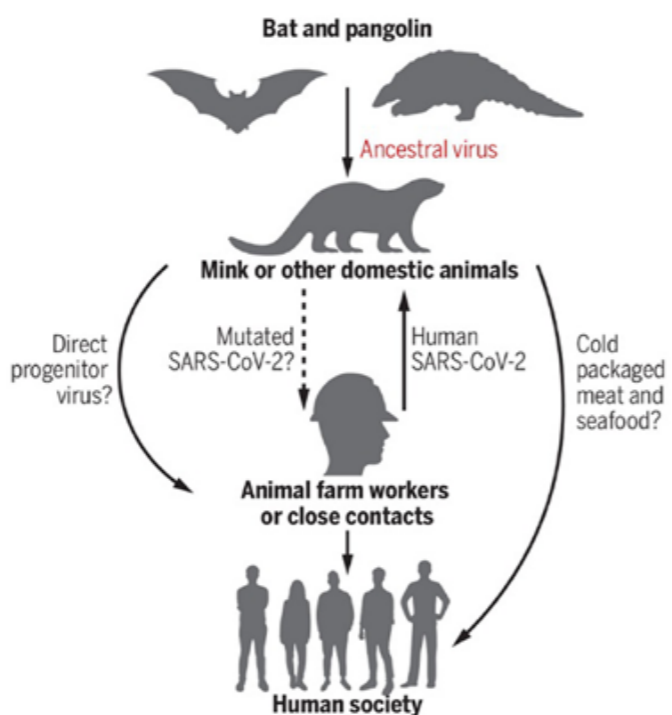 Bat and pangolin
Ancestral virus
Mink or other domestic animals
Direct
progenitor
virus?
Mutated
SARS-CoV-2?
Human
SARS-CoV-2
Cold
packaged
meat and
seafood?
Animal farm workers
or close contacts
Human society